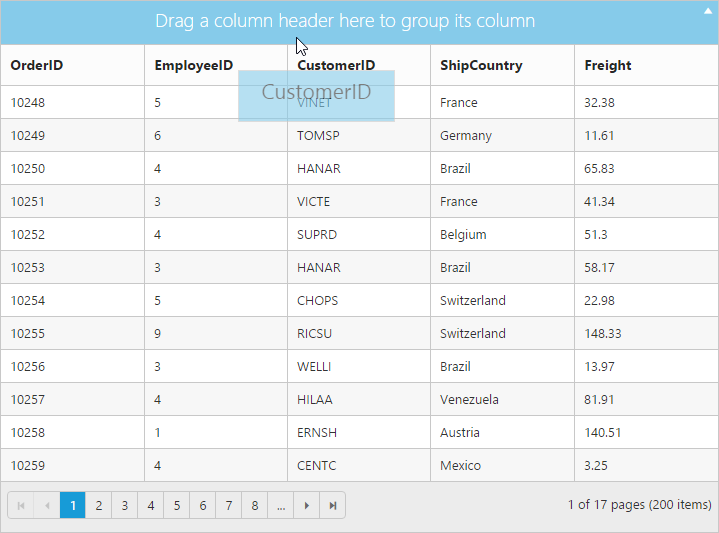 Drag a column header here to group its column
OrderID EmployeeID CustomerID ShipCountry Freight
CustomerID
10248 5 VINET France 32.38
10249 6 TOMSP Germany 11.61
10250 4 HANAR Brazil 65.83
10251 3 VICTE France 41.34
10252 4 SUPRD Belgium 51.3
10253 3 HANAR Brazil 58.17
10254 5 CHOPS Switzerland 22.98
10255 9 RICSU Switzerland 148.33
10256 3 WELLI Brazil 13.97
10257 4 HILAA Venezuela 81.91
10258 1 ERNSH Austria 140.51
10259 4 CENTC Mexico 3.25
1 2 3 4 5 6 7 8 ... 1 of 17 pages (200 items)